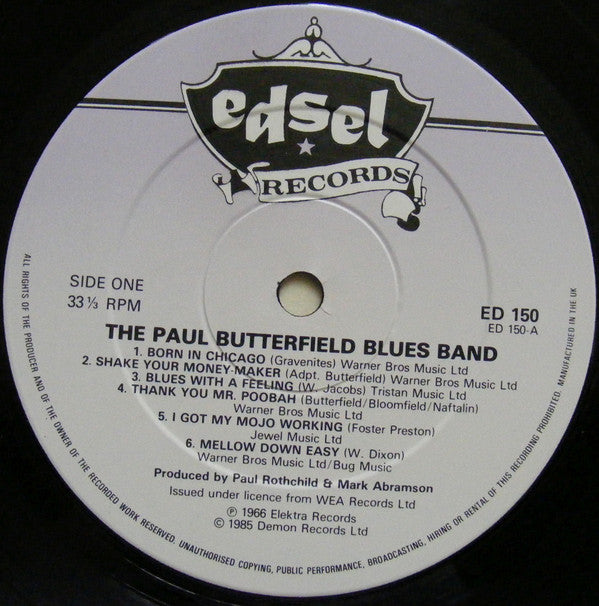 edsel
RECORDS
SIDE ONE
33 ⅓ RPM
ED 150
ED 150-A
THE PAUL BUTTERFIELD BLUES BAND
1. BORN IN CHICAGO (Gravenites) Warner Bros Music Ltd
2. SHAKE YOUR MONEY-MAKER (Adpt. Butterfield) Warner Bros Music Ltd
3. BLUES WITH A FEELING (W. Jacobs) Tristan Music Ltd
4. THANK YOU MR. POOBAH (Butterfield/Bloomfield/Naftalin)
Warner Bros Music Ltd
5. I GOT MY MOJO WORKING (Foster Preston)
Jewel Music Ltd
6. MELLOW DOWN EASY (W. Dixon)
Warner Bros Music Ltd/Bug Music
Produced by Paul Rothchild & Mark Abramson
Issued under licence from WEA Records Ltd
℗ 1966 Elektra Records
© 1985 Demon Records Ltd
ALL RIGHTS OF THE PRODUCER AND OF THE OWNER OF THE RECORDED WORK RESERVED. UNAUTHORISED COPYING, PUBLIC PERFORMANCE, BROADCASTING, HIRING OR RENTAL OF THIS RECORDING PROHIBITED. MANUFACTURED IN THE UK